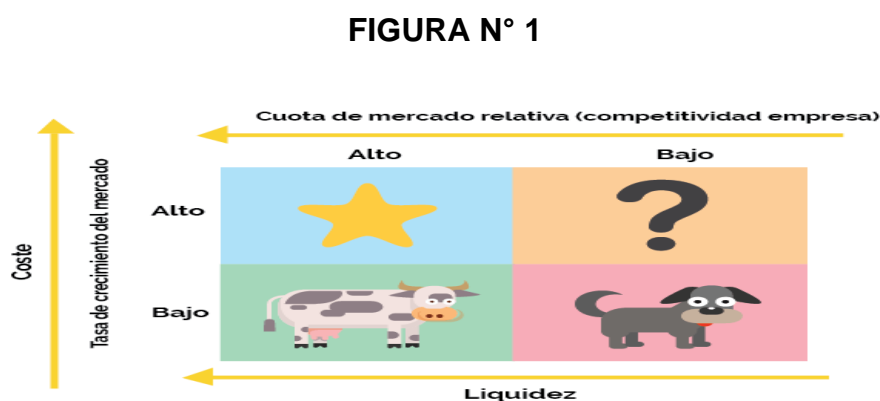 FIGURA N° 1
Cuota de mercado relativa (competitividad empresa)
Alto
Bajo
Coste
Tasa de crecimiento del mercado
Alto
?
Bajo
Liquidez